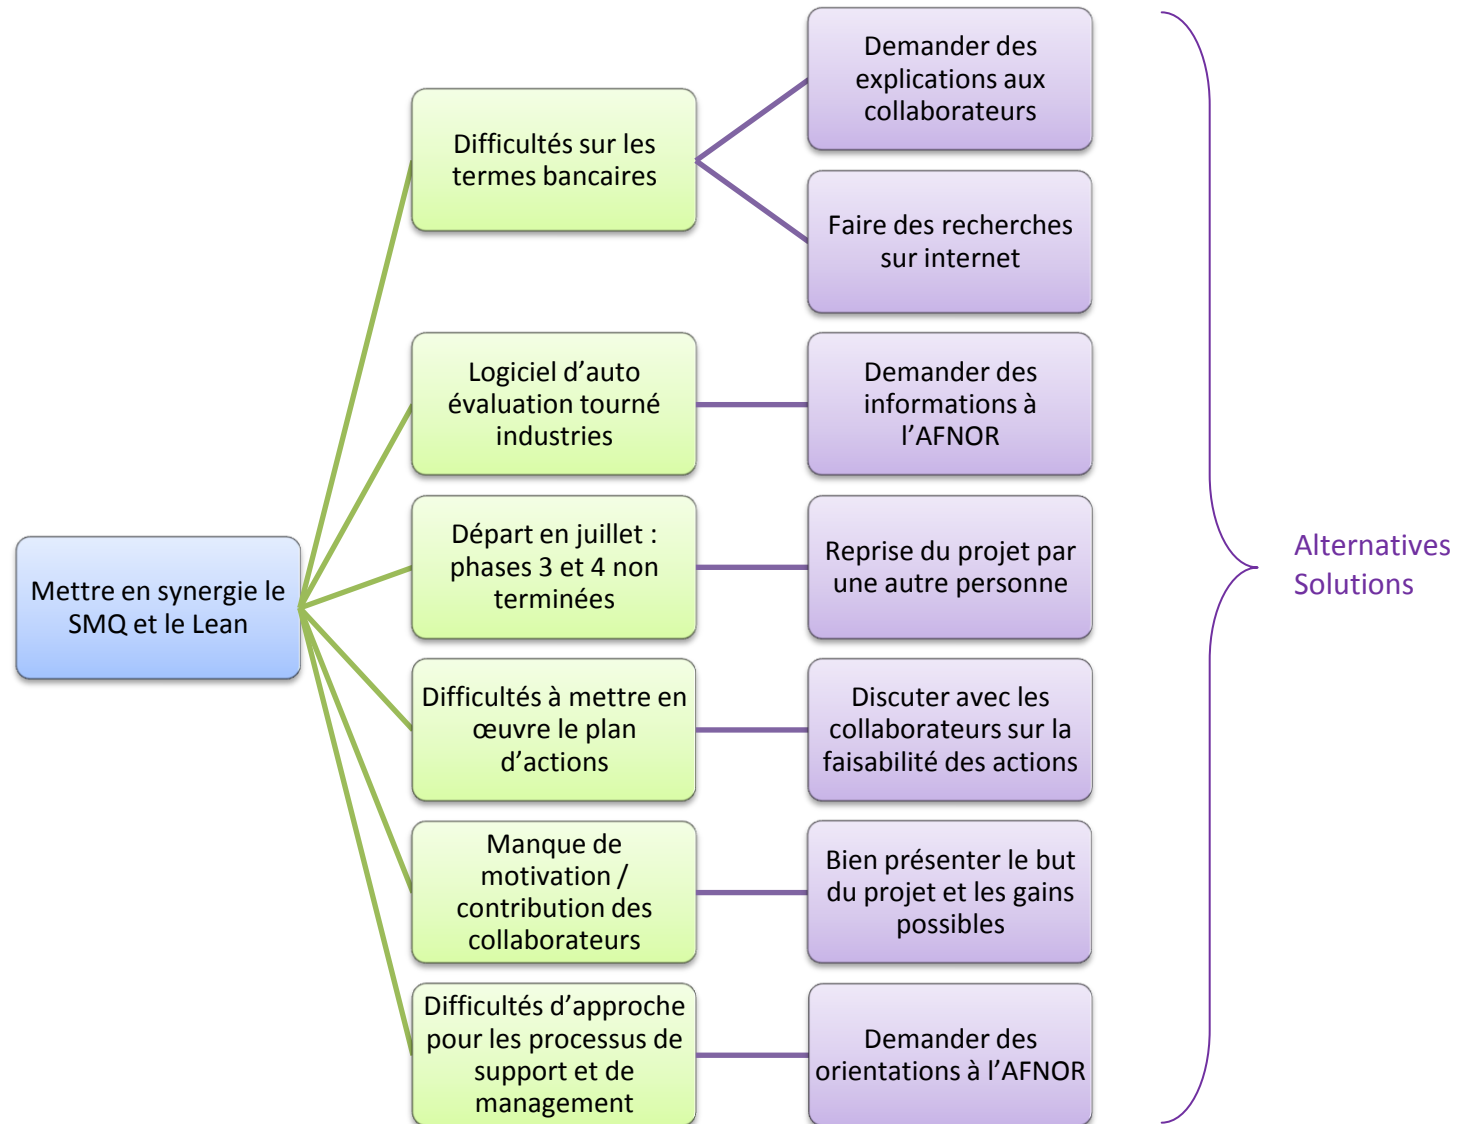 Demander des
explications aux
collaborateurs
Difficultés sur les
termes bancaires
Faire des recherches
sur internet
Logiciel d’auto
évaluation tourné
industries
Demander des
informations à
l’AFNOR
Départ en juillet :
phases 3 et 4 non
terminées
Reprise du projet par
une autre personne
Alternatives
Solutions
Mettre en synergie le
SMQ et le Lean
Difficultés à mettre en
œuvre le plan
d’actions
Discuter avec les
collaborateurs sur la
faisabilité des actions
Manque de
motivation /
contribution des
collaborateurs
Bien présenter le but
du projet et les gains
possibles
Difficultés d’approche
pour les processus de
support et de
management
Demander des
orientations à l’AFNOR